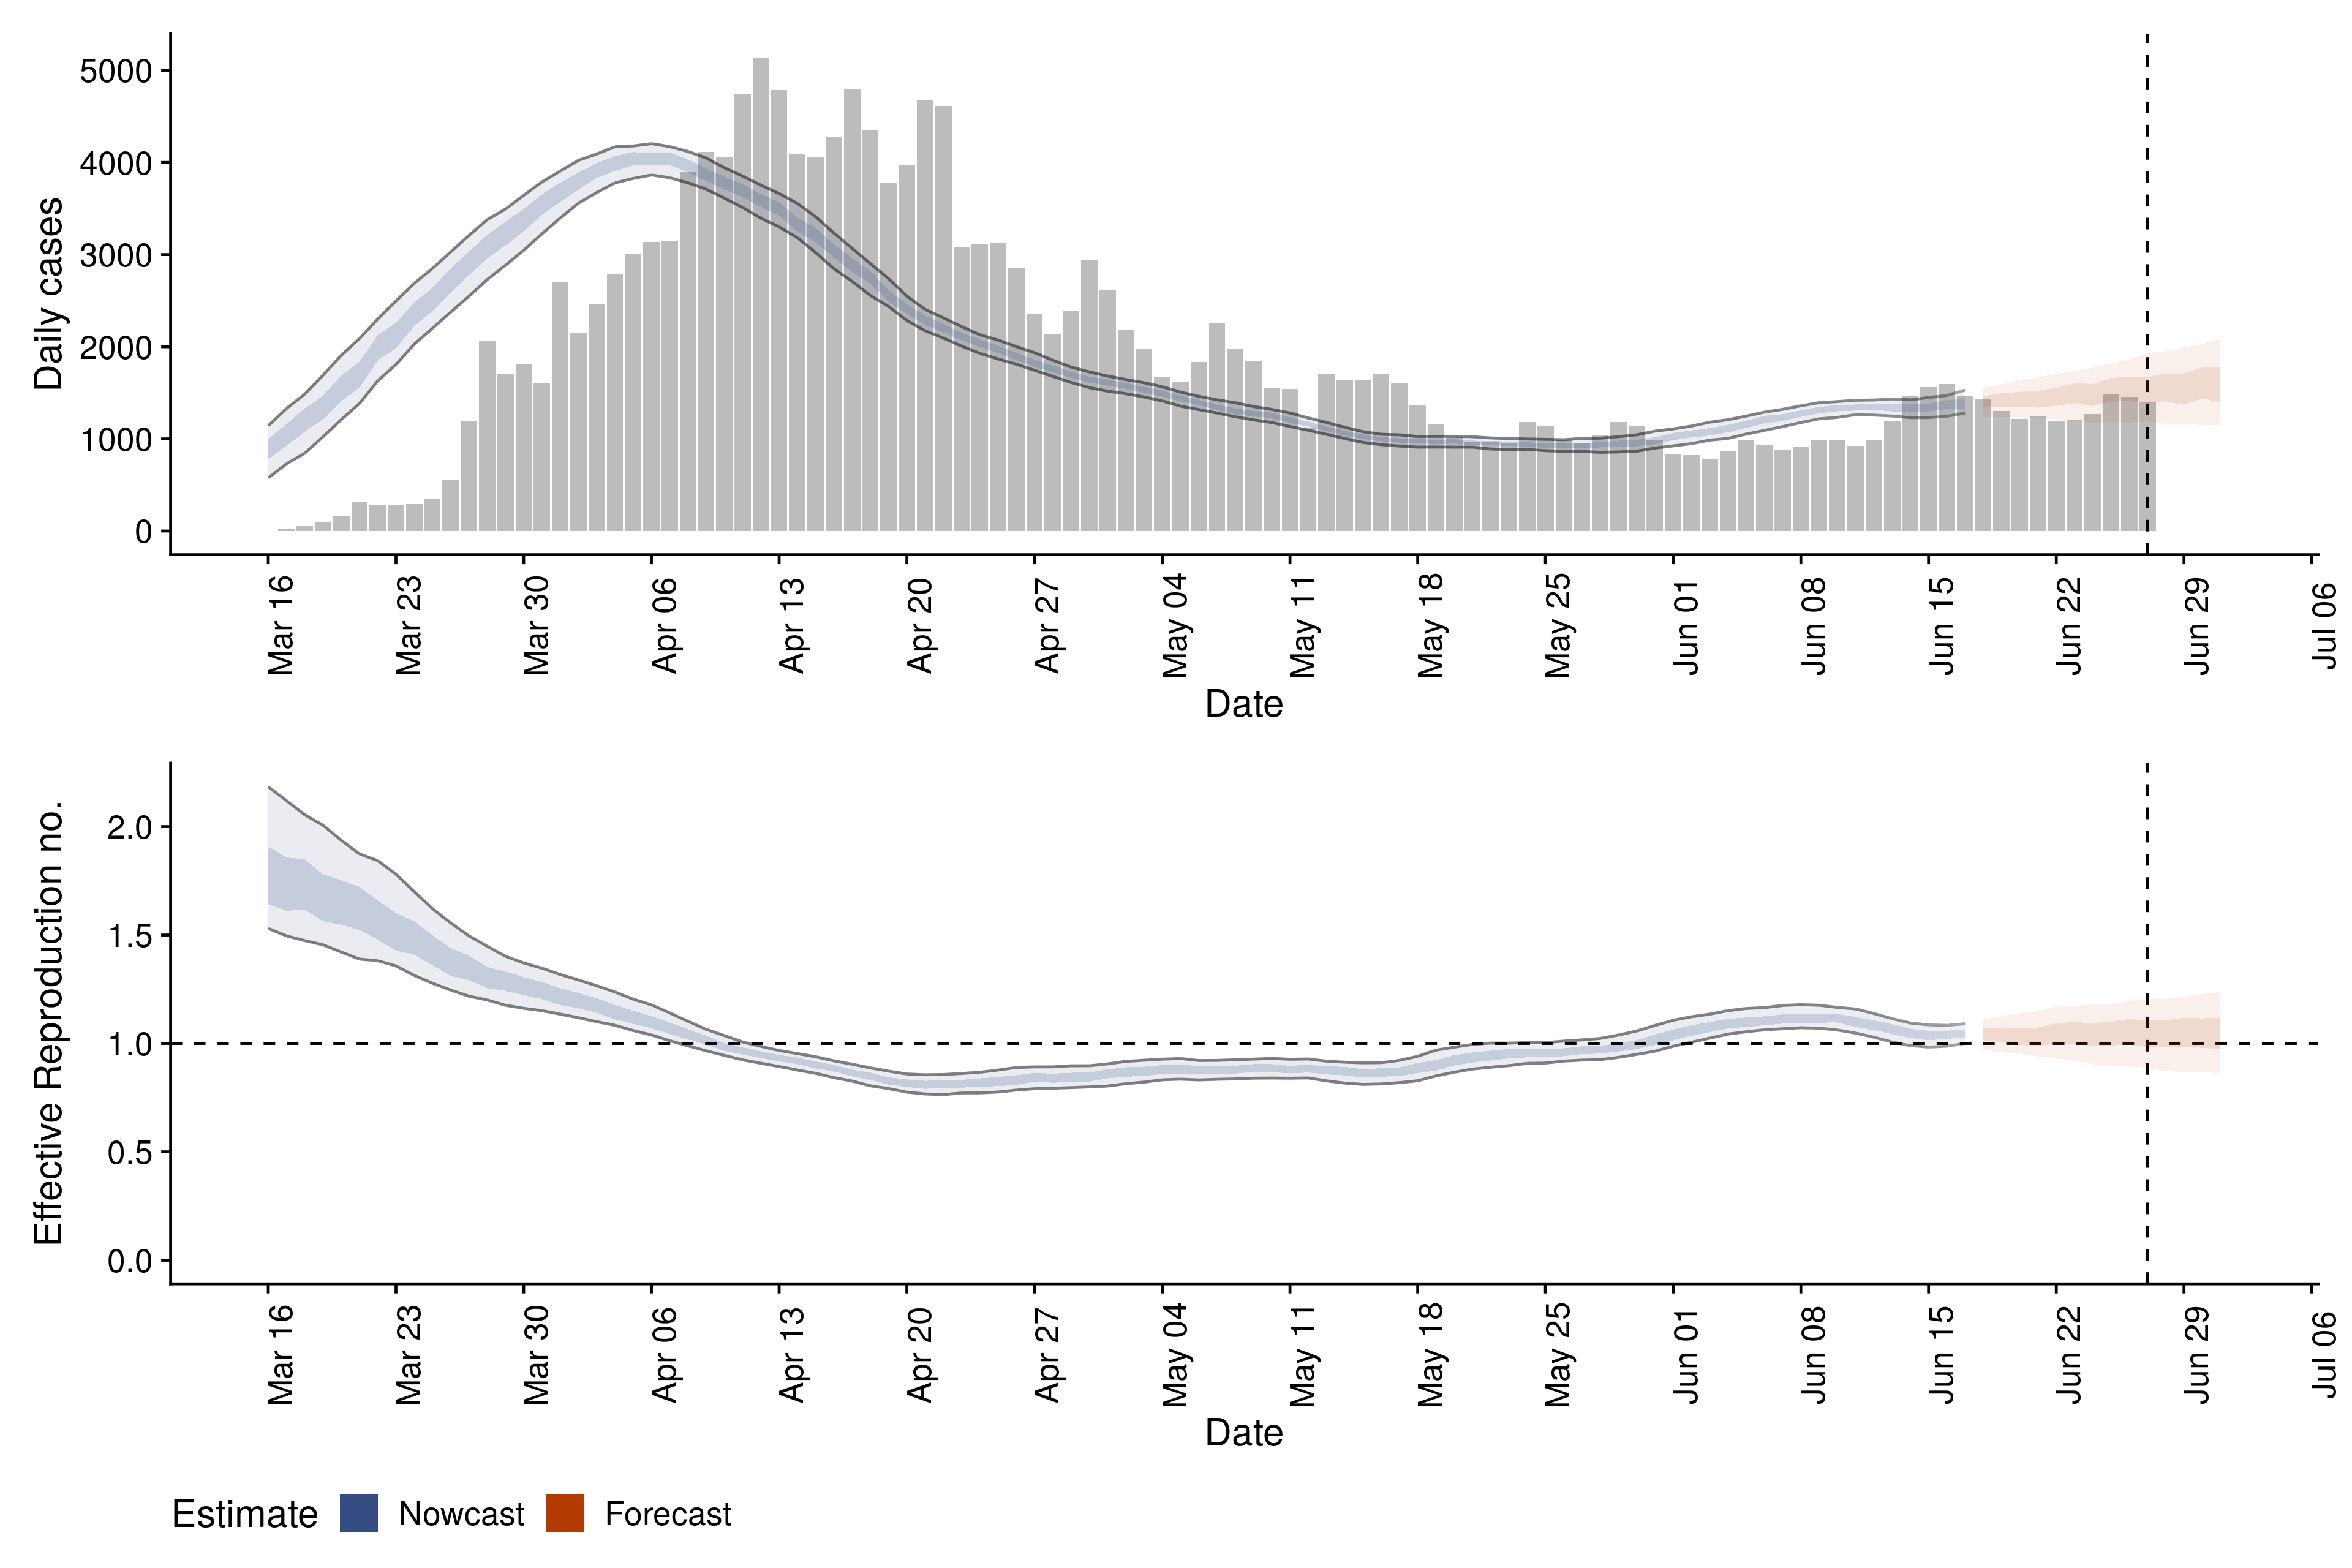 Daily cases
5000
4000
3000
2000
1000
0
Mar 16 Mar 23 Mar 30 Apr 06 Apr 13 Apr 20 Apr 27 May 04 May 11 May 18 May 25 Jun 01 Jun 08 Jun 15 Jun 22 Jun 29 Jul 06
Date
Effective Reproduction no.
2.0
1.5
1.0
0.5
0.0
Mar 16 Mar 23 Mar 30 Apr 06 Apr 13 Apr 20 Apr 27 May 04 May 11 May 18 May 25 Jun 01 Jun 08 Jun 15 Jun 22 Jun 29 Jul 06
Date
Estimate Nowcast Forecast